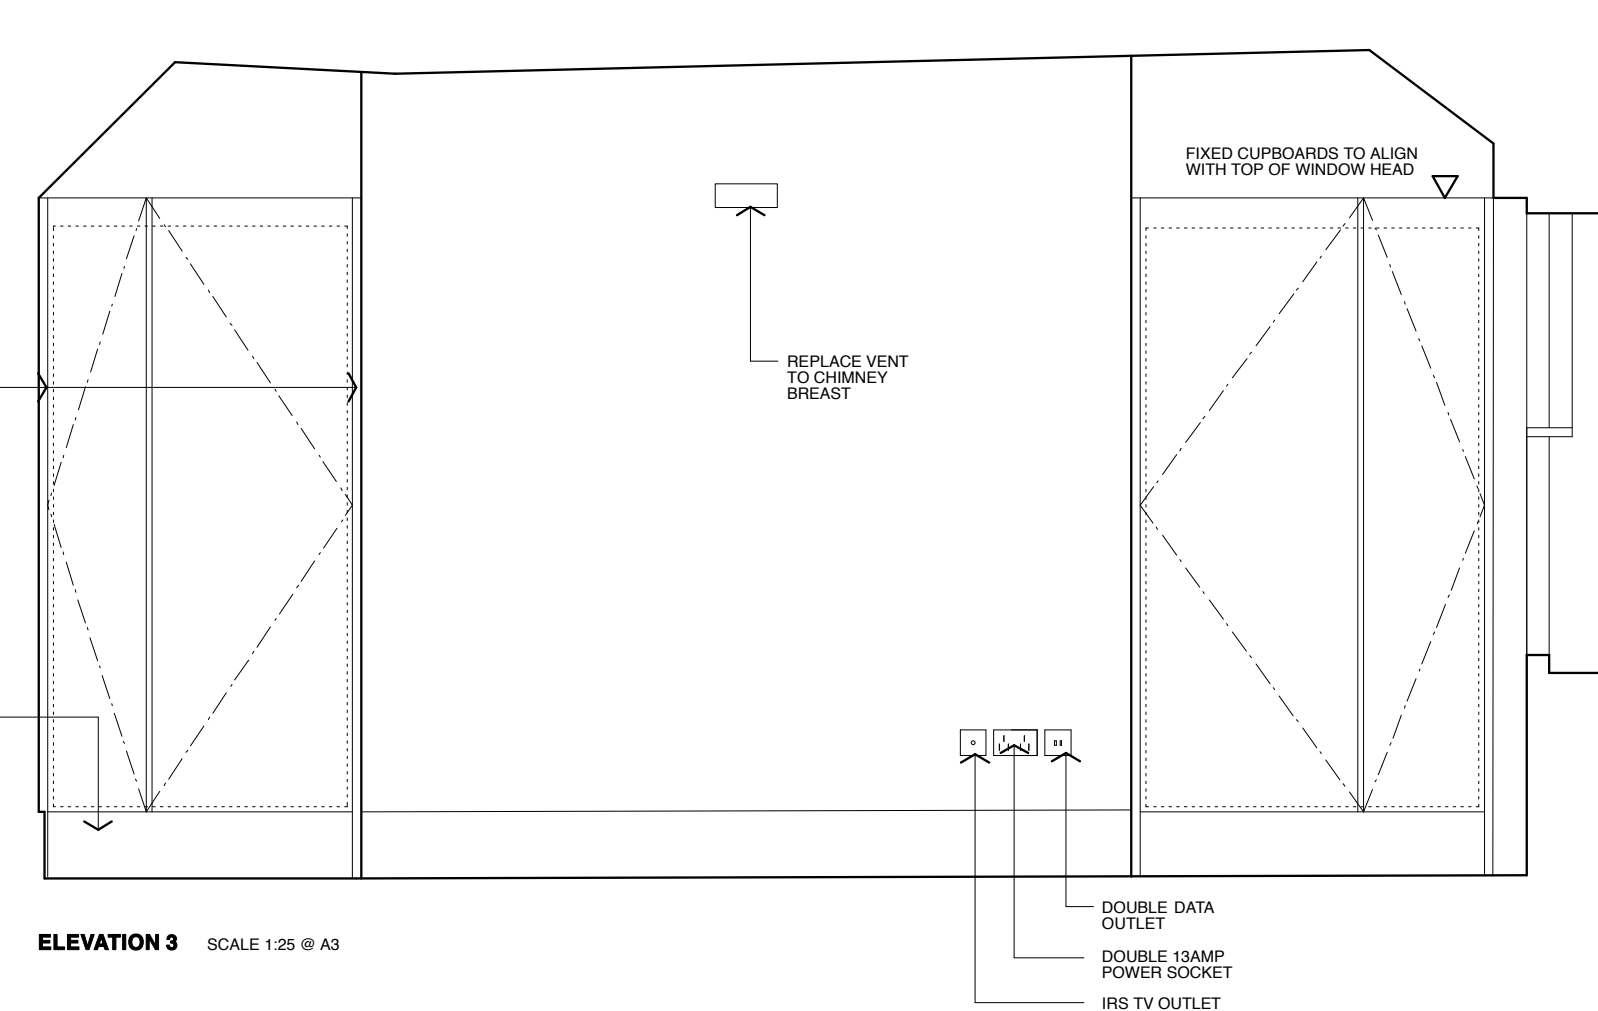 FIXED CUPBOARDS TO ALIGN
WITH TOP OF WINDOW HEAD
REPLACE VENT
TO CHIMNEY
BREAST
DOUBLE DATA
OUTLET
DOUBLE 13AMP
POWER SOCKET
IRS TV OUTLET
ELEVATION 3 SCALE 1:25 @ A3